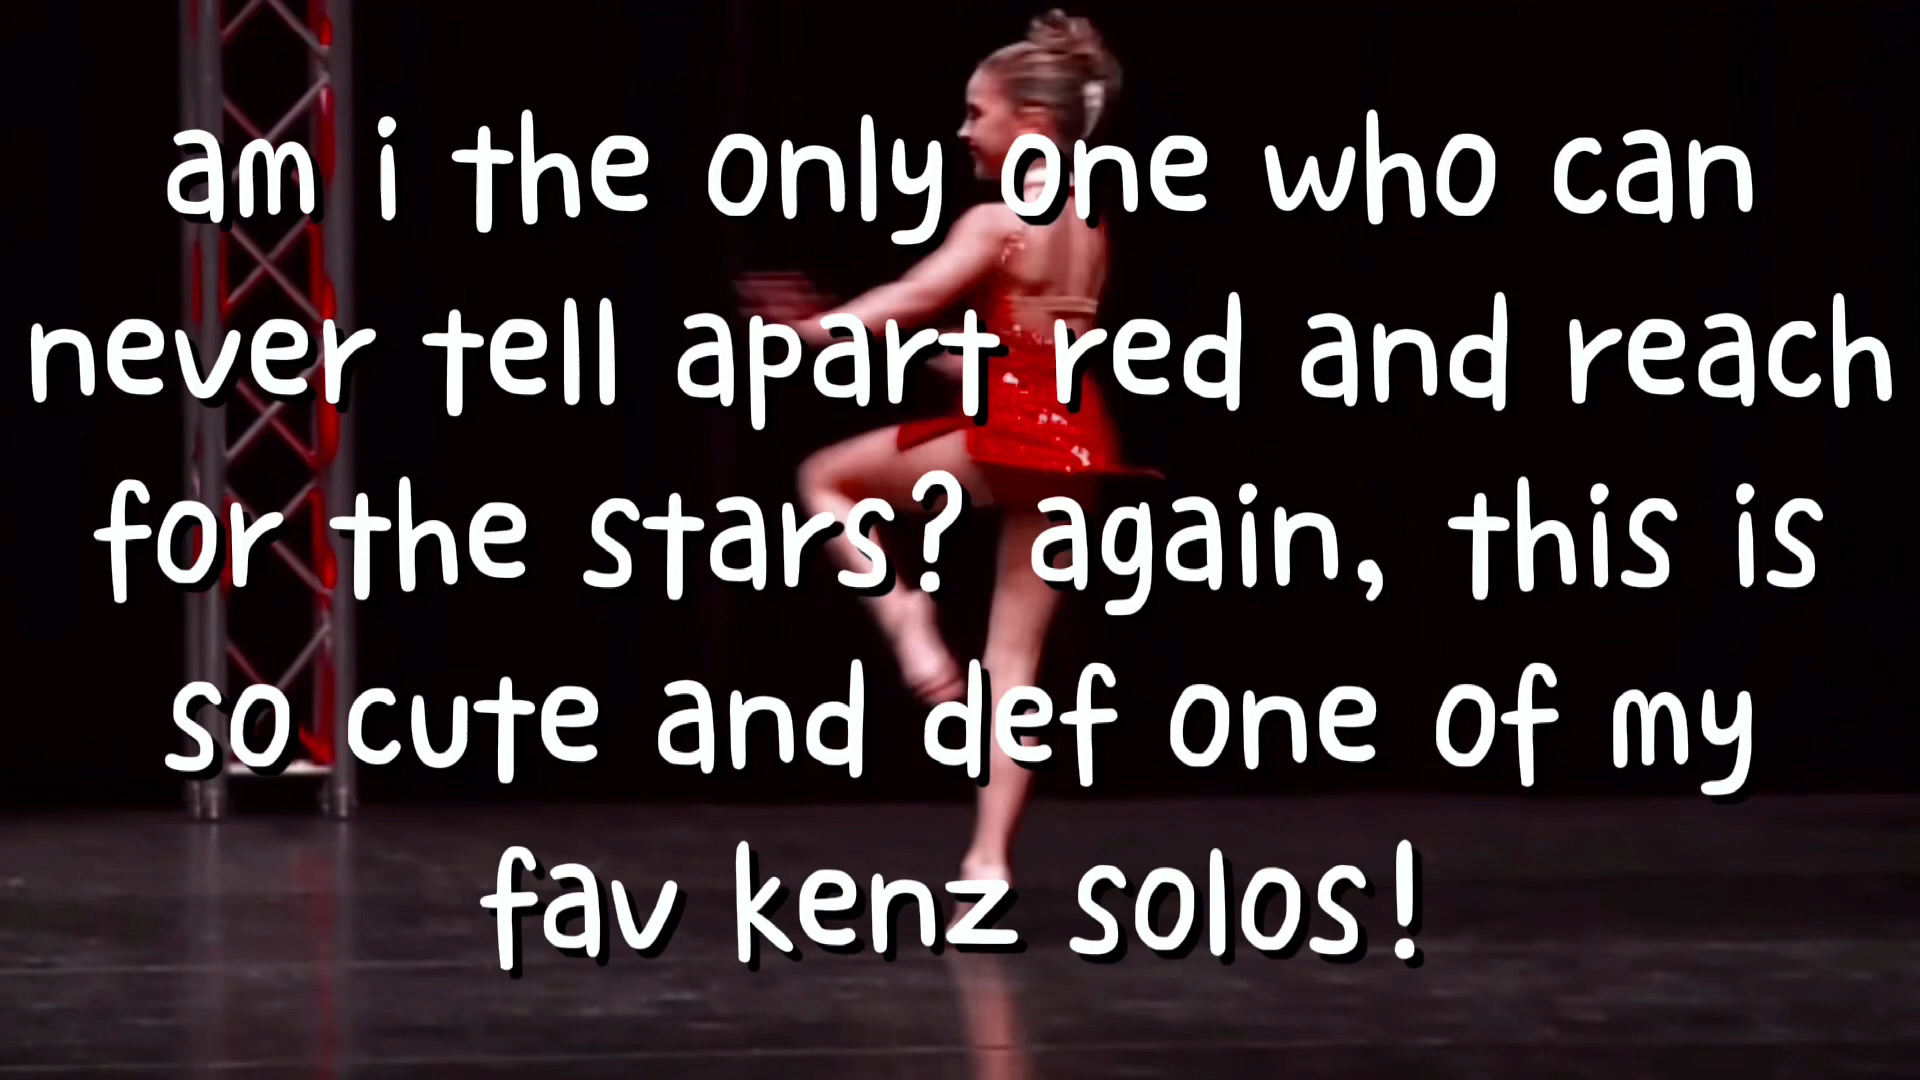 am i the only one who can
never tell apart red and reach
for the stars? again, this is
so cute and def one of my
fav kenz solos!